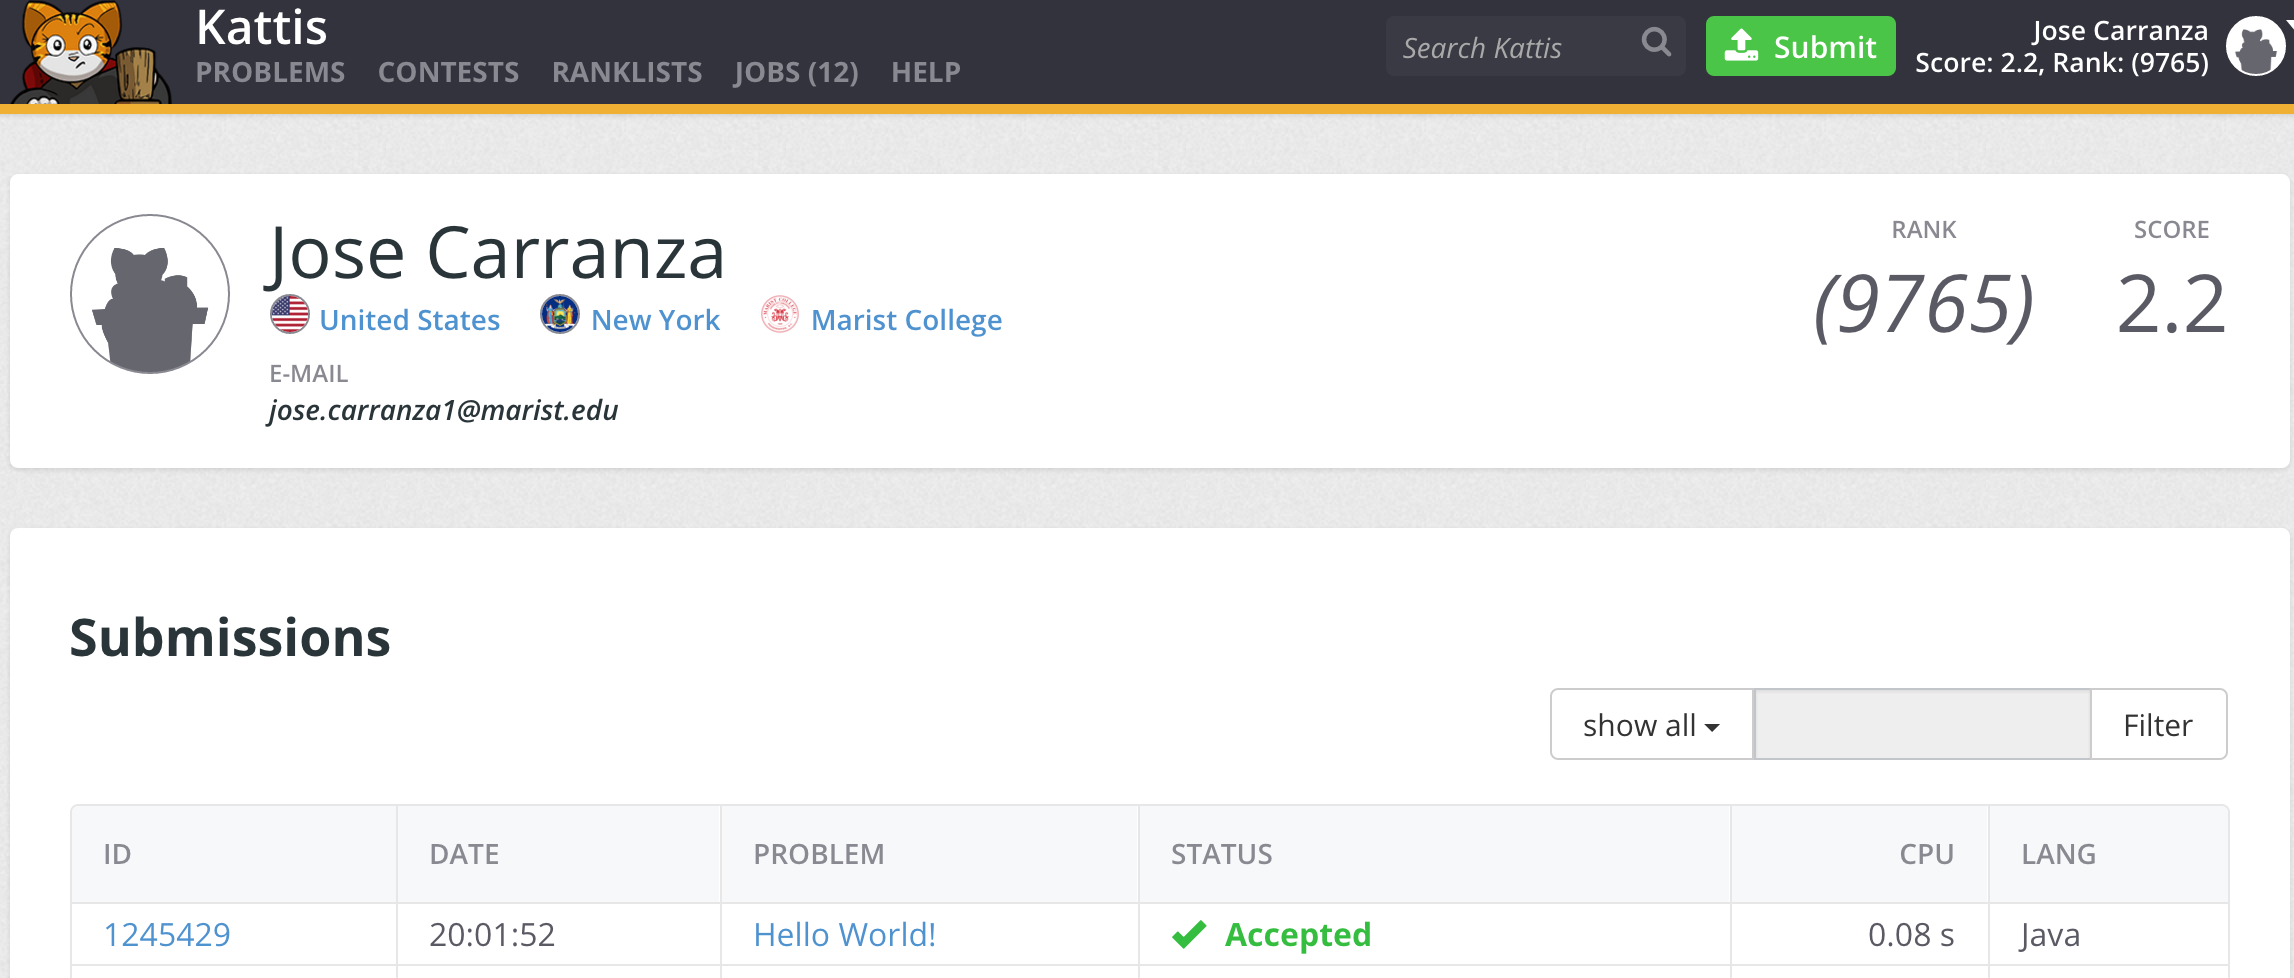 Kattis
PROBLEMS CONTESTS RANKLISTS JOBS (12) HELP
Search Kattis
Submit
Jose Carranza
Score: 2.2, Rank: (9765)
Jose Carranza
United States New York Marist College
E-MAIL
jose.carranza1@marist.edu
RANK SCORE
(9765) 2.2
Submissions
show all Filter
ID DATE PROBLEM STATUS CPU LANG
1245429 20:01:52 Hello World! Accepted 0.08 s Java